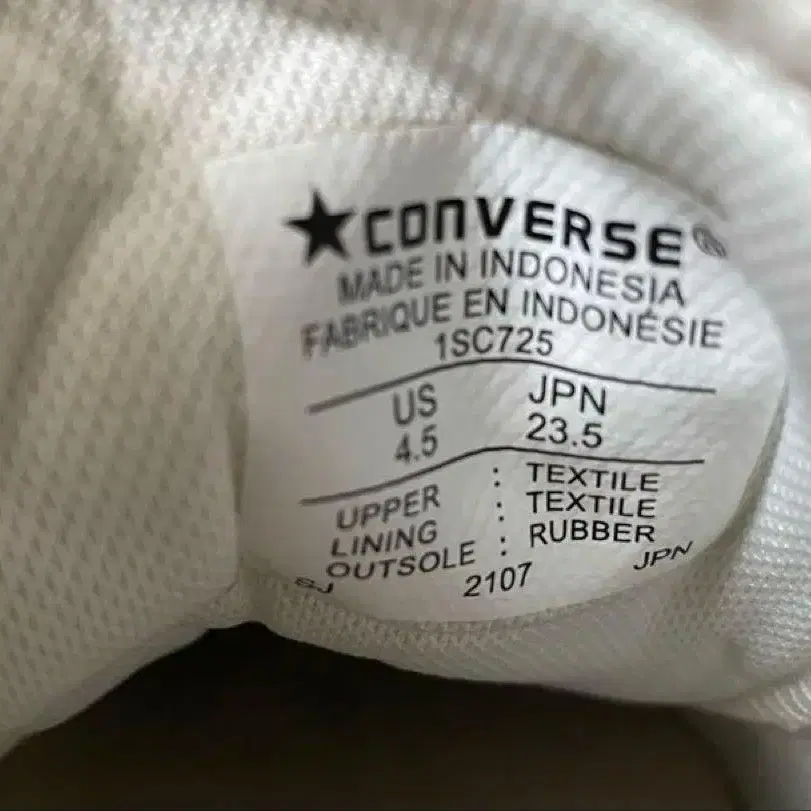 ★CONVERSE®
MADE IN INDONESIA
FABRIQUE EN INDONÉSIE
1SC725
US JPN
4.5 23.5
UPPER : TEXTILE
LINING : TEXTILE
OUTSOLE : RUBBER
SJ 2107 JPN